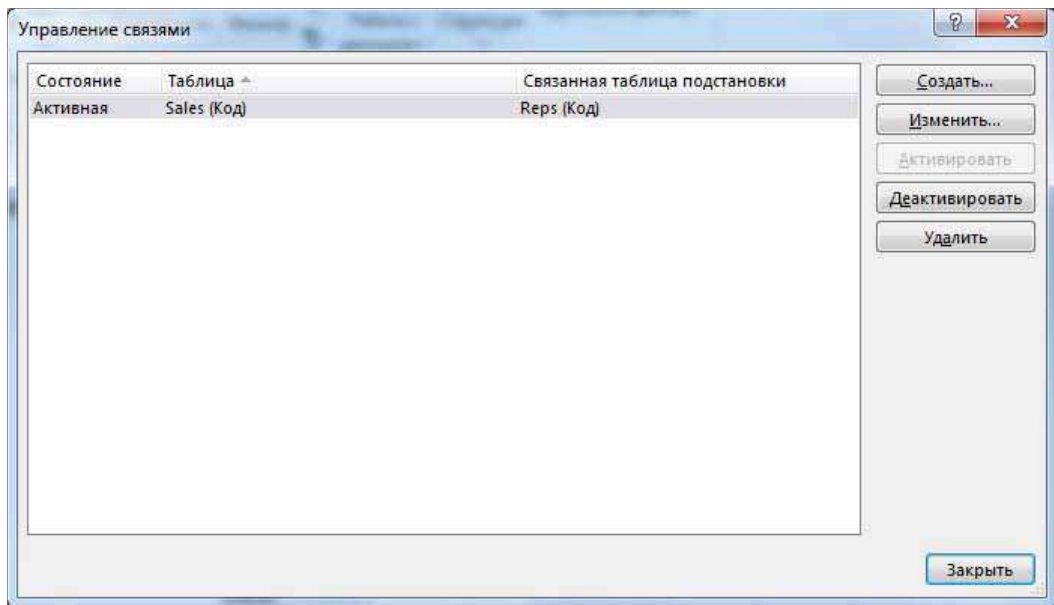 Управление связями
Состояние Таблица Связанная таблица подстановки
Активная Sales (Код) Reps (Код)
Создать...
Изменить...
Активировать
Деактивировать
Удалить
Закрыть